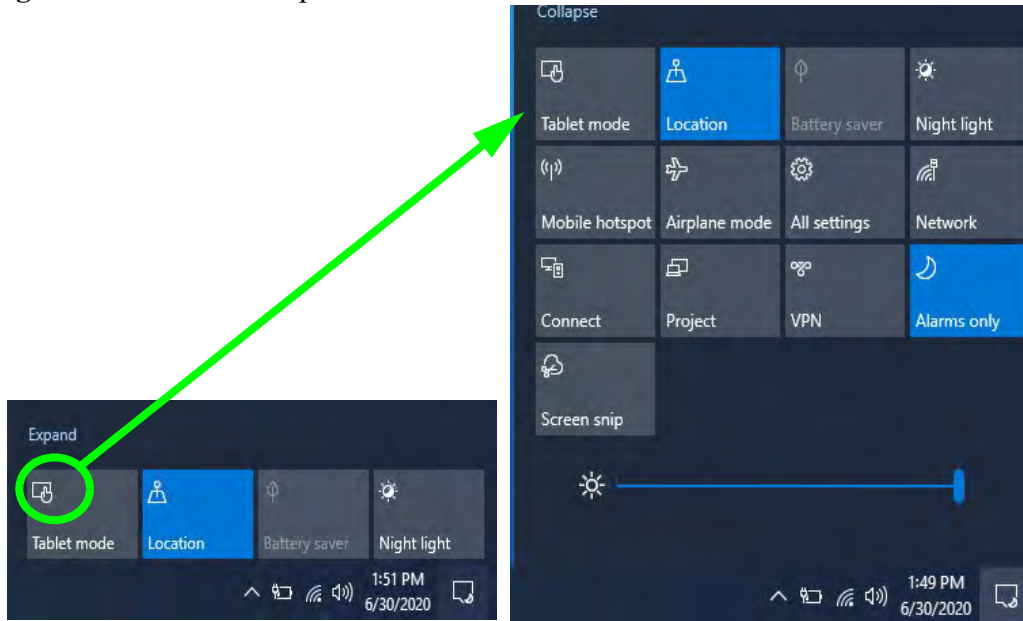 Collapse
Tablet mode Location Battery saver Night light
Mobile hotspot Airplane mode All settings Network
Connect Project VPN Alarms only
Screen snip
1:49 PM
6/30/2020
Expand
Tablet mode Location Battery saver Night light
1:51 PM
6/30/2020